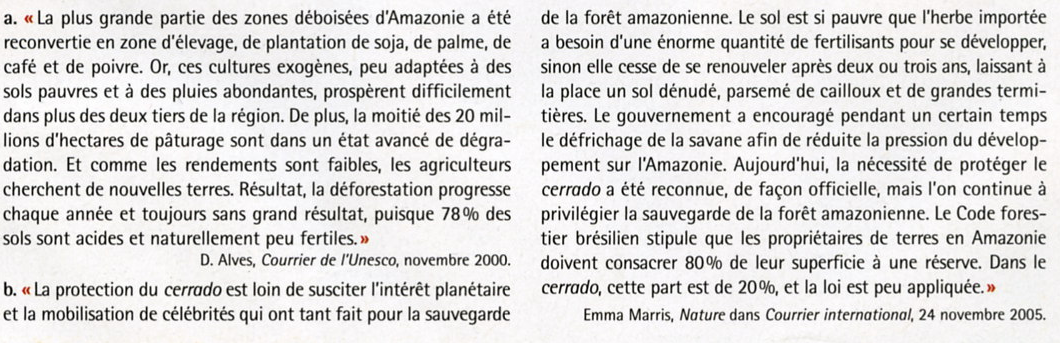 a. « La plus grande partie des zones déboisées d'Amazonie a été
reconvertie en zone d'élevage, de plantation de soja, de palme, de
café et de poivre. Or, ces cultures exogènes, peu adaptées à des
sols pauvres et à des pluies abondantes, prospèrent difficilement
dans plus des deux tiers de la région. De plus, la moitié des 20 mil-
lions d'hectares de pâturage sont dans un état avancé de dégra-
dation. Et comme les rendements sont faibles, les agriculteurs
cherchent de nouvelles terres. Résultat, la déforestation progresse
chaque année et toujours sans grand résultat, puisque 78% des
sols sont acides et naturellement peu fertiles. »
D. Alves, Courrier de l'Unesco, novembre 2000.
b. « La protection du cerrado est loin de susciter l'intérêt planétaire
et la mobilisation de célébrités qui ont tant fait pour la sauvegarde
de la forêt amazonienne. Le sol est si pauvre que l'herbe importée
a besoin d'une énorme quantité de fertilisants pour se développer,
sinon elle cesse de se renouveler après deux ou trois ans, laissant à
la place un sol dénudé, parsemé de cailloux et de grandes termi-
tières. Le gouvernement a encouragé pendant un certain temps
le défrichage de la savane afin de réduite la pression du dévelop-
pement sur l'Amazonie. Aujourd'hui, la nécessité de protéger le
cerrado a été reconnue, de façon officielle, mais l'on continue à
privilégier la sauvegarde de la forêt amazonienne. Le Code fores-
tier brésilien stipule que les propriétaires de terres en Amazonie
doivent consacrer 80% de leur superficie à une réserve. Dans le
cerrado, cette part est de 20%, et la loi est peu appliquée. »
Emma Marris, Nature dans Courrier international, 24 novembre 2005.